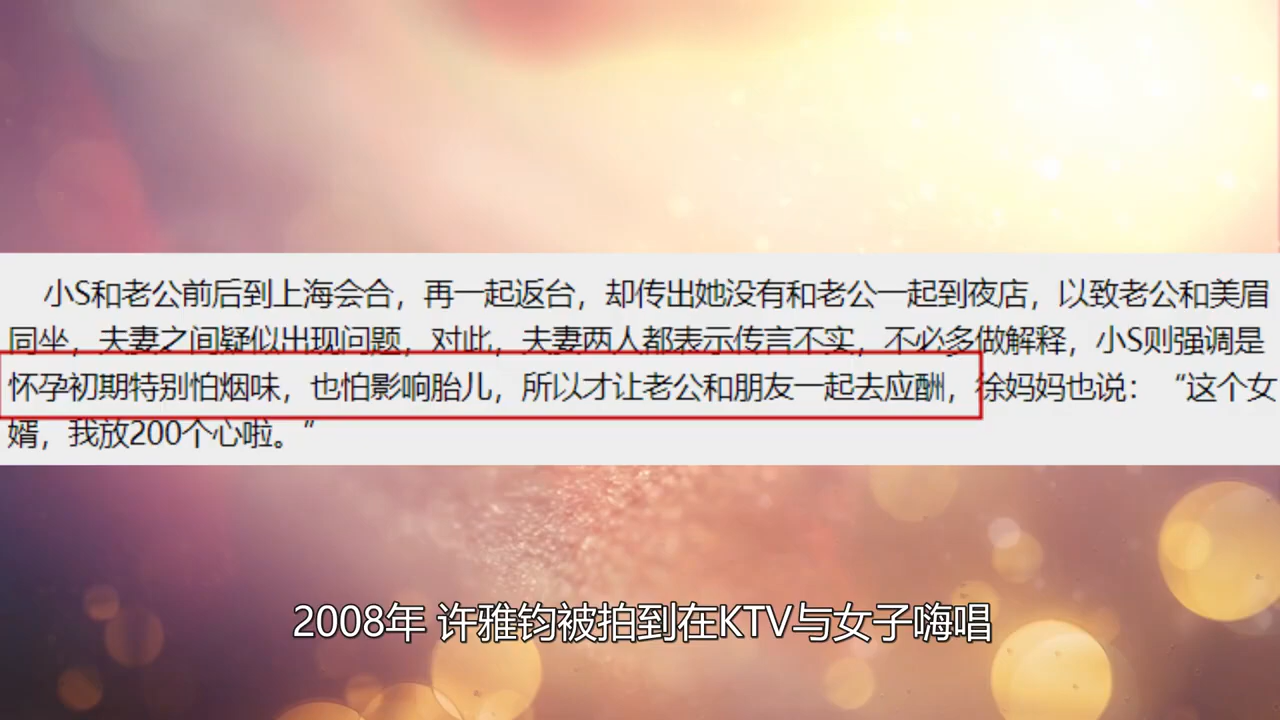 小S和老公前后到上海会合，再一起返台，却传出她没有和老公一起到夜店，以致老公和美眉
同坐，夫妻之间疑似出现问题，对此，夫妻两人都表示传言不实，不必多做解释，小S则强调是
怀孕初期特别怕烟味，也怕影响胎儿，所以才让老公和朋友一起去应酬，徐妈妈也说：“这个女
婿，我放200个心啦。”
2008年 许雅钧被拍到在KTV与女子嗨唱